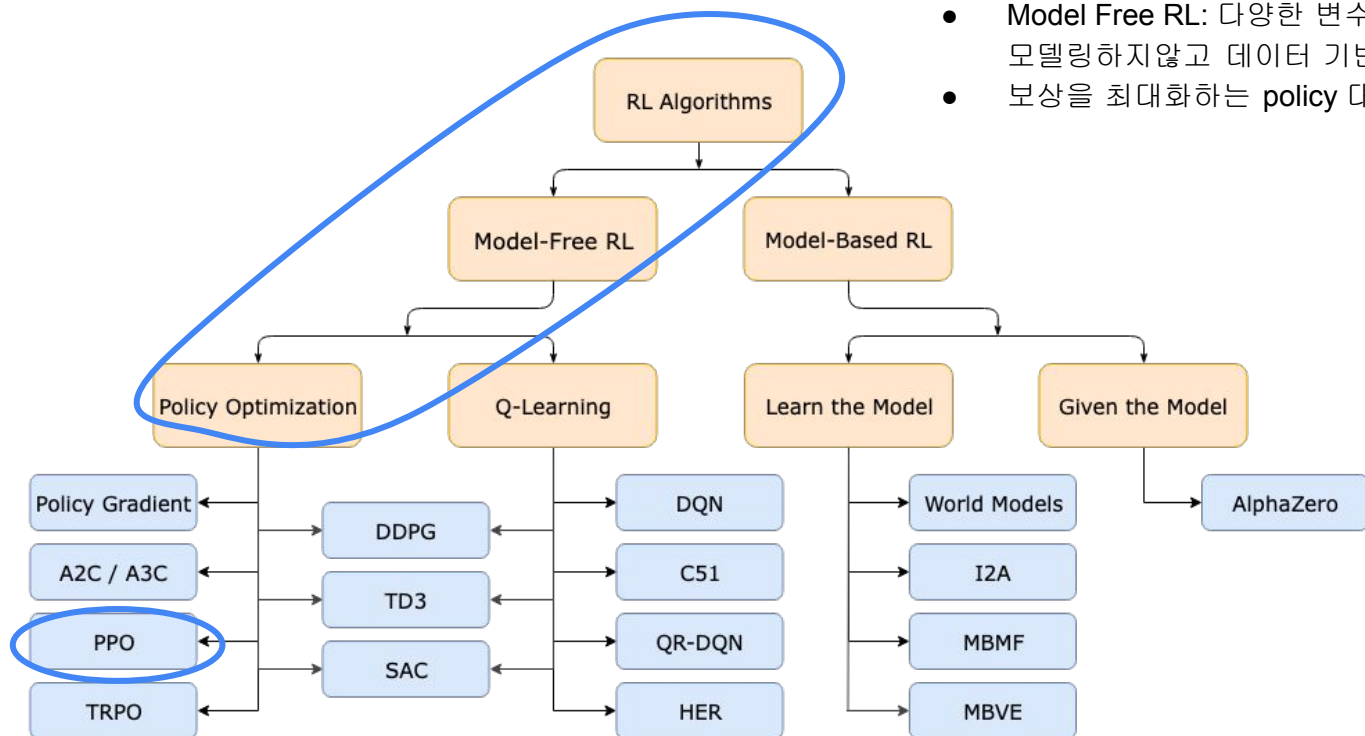 ● Model Free RL: 다양한 변수
모델링하지않고 데이터 기반
● 보상을 최대화하는 policy
RL Algorithms
Model-Free RL
Model-Based RL
Policy Optimization
Q-Learning
Learn the Model
Given the Model
Policy Gradient
DDPG
DQN
World Models
AlphaZero
A2C / A3C
TD3
C51
I2A
PPO
SAC
QR-DQN
MBMF
TRPO
HER
MBVE